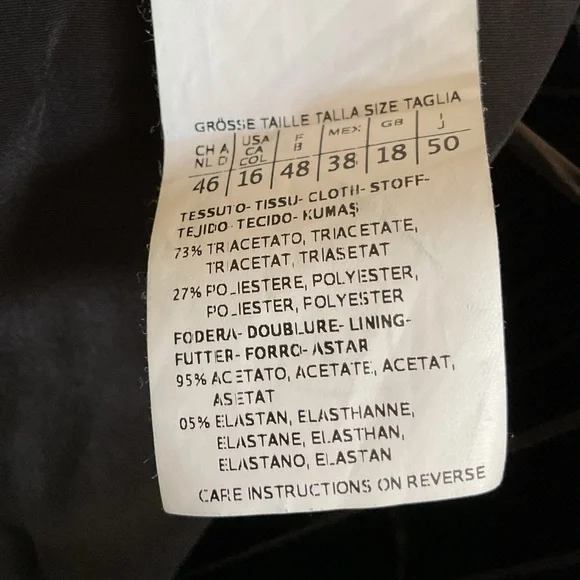 GRÖSSE TAILLE TALLA SIZE TAGLIA
CH A NL D | USA CA COL | F B | MEX | GB | I J
46 | 16 | 48 | 38 | 18 | 50
TESSUTO- TISSU- CLOTH- STOFF-
TEJIDO TECIDO- KUMAŞ
73% TRIACETATO, TRIACETATE,
TRIACETAT, TRIASETAT
27% POLIESTERE, POLYESTER,
POLIESTER, POLYESTER
FODERA- DOUBLURE- LINING-
FUTTER- FORRO- ASTAR
95% ACETATO, ACETATE, ACETAT,
ASETAT
05% ELASTAN, ELASTHANNE,
ELASTANE, ELASTHAN,
ELASTANO, ELASTAN
CARE INSTRUCTIONS ON REVERSE